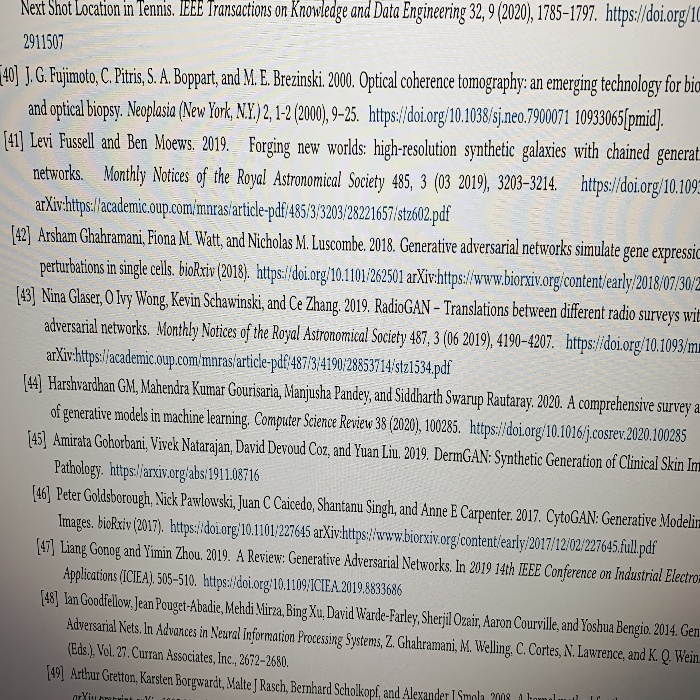 Next Shot Location in Tennis. IEEE Transactions on Knowledge and Data Engineering 32, 9 (2020), 1785–1797. https://doi.org/10
2911507
[40] J. G. Fujimoto, C. Pitris, S. A. Boppart, and M. E. Brezinski. 2000. Optical coherence tomography: an emerging technology for bio
and optical biopsy. Neoplasia (New York, N.Y.) 2, 1-2 (2000), 9–25. https://doi.org/10.1038/sj.neo.7900071 10933065[pmid].
[41] Levi Fussell and Ben Moews. 2019. Forging new worlds: high-resolution synthetic galaxies with chained generat
networks. Monthly Notices of the Royal Astronomical Society 485, 3 (03 2019), 3203–3214. https://doi.org/10.1093
arXiv:https://academic.oup.com/mnras/article-pdf/485/3/3203/28221657/stz602.pdf
[42] Arsham Ghahramani, Fiona M. Watt, and Nicholas M. Luscombe. 2018. Generative adversarial networks simulate gene expressio
perturbations in single cells. bioRxiv (2018). https://doi.org/10.1101/262501 arXiv:https://www.biorxiv.org/content/early/2018/07/30/2
[43] Nina Glaser, O Ivy Wong, Kevin Schawinski, and Ce Zhang. 2019. RadioGAN – Translations between different radio surveys wit
adversarial networks. Monthly Notices of the Royal Astronomical Society 487, 3 (06 2019), 4190–4207. https://doi.org/10.1093/m
arXiv:https://academic.oup.com/mnras/article-pdf/487/3/4190/28853714/stz1534.pdf
[44] Harshvardhan GM, Mahendra Kumar Gourisaria, Manjusha Pandey, and Siddharth Swarup Rautaray. 2020. A comprehensive survey a
of generative models in machine learning. Computer Science Review 38 (2020), 100285. https://doi.org/10.1016/j.cosrev.2020.100285
[45] Amirata Gohorbani, Vivek Natarajan, David Devoud Coz, and Yuan Liu. 2019. DermGAN: Synthetic Generation of Clinical Skin Im
Pathology. https://arxiv.org/abs/1911.08716
[46] Peter Goldsborough, Nick Pawlowski, Juan C Caicedo, Shantanu Singh, and Anne E Carpenter. 2017. CytoGAN: Generative Modelin
Images. bioRxiv (2017). https://doi.org/10.1101/227645 arXiv:https://www.biorxiv.org/content/early/2017/12/02/227645.full.pdf
[47] Liang Gonog and Yimin Zhou. 2019. A Review: Generative Adversarial Networks. In 2019 14th IEEE Conference on Industrial Electro
Applications (ICIEA). 505–510. https://doi.org/10.1109/ICIEA.2019.8833686
[48] Ian Goodfellow, Jean Pouget-Abadie, Mehdi Mirza, Bing Xu, David Warde-Farley, Sherjil Ozair, Aaron Courville, and Yoshua Bengio. 2014. Gen
Adversarial Nets. In Advances in Neural Information Processing Systems, Z. Ghahramani, M. Welling, C. Cortes, N. Lawrence, and K. Q. Wein
(Eds.), Vol. 27. Curran Associates, Inc., 2672–2680.
[49] Arthur Gretton, Karsten Borgwardt, Malte J Rasch, Bernhard Scholkopf, and Alexander J Smola. 2008. A kernel